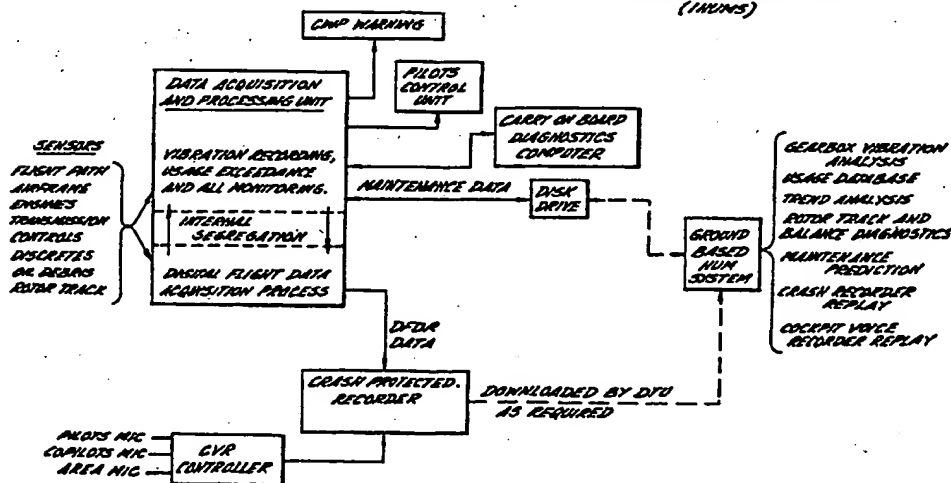 (IHUMS)
CWP WARNING
DATA ACQUISITION
AND PROCESSING UNIT
PILOTS
CONTROL
UNIT
CARRY ON BOARD
DIAGNOSTICS
COMPUTER
SENSORS
FLIGHT PATH
AIRFRAME
ENGINES
TRANSMISSION
CONTROLS
DISCRETES
OIL DEBRIS
ROTOR TRACK
VIBRATION RECORDING,
USAGE EXCEEDANCE
AND ALL MONITORING.
INTERNAL
SEGREGATION
DIGITAL FLIGHT DATA
ACQUSITION PROCESS
MAINTENANCE DATA
DISK
DRIVE
GROUND
BASED
HUM
SYSTEM
GEARBOX VIBRATION
ANALYSIS
USAGE DATABASE
TREND ANALYSIS
ROTOR TRACK AND
BALANCE DIAGNOSTICS
MAINTENANCE
PREDICTION
CRASH RECORDER
REPLAY
COCKPIT VOICE
RECORDER REPLAY
DFDR
DATA
CRASH PROTECTED.
RECORDER
DOWNLOADED BY DTU
AS REQUIRED
PILOTS MIC
COPILOTS MIC
AREA MIC
CVR
CONTROLLER